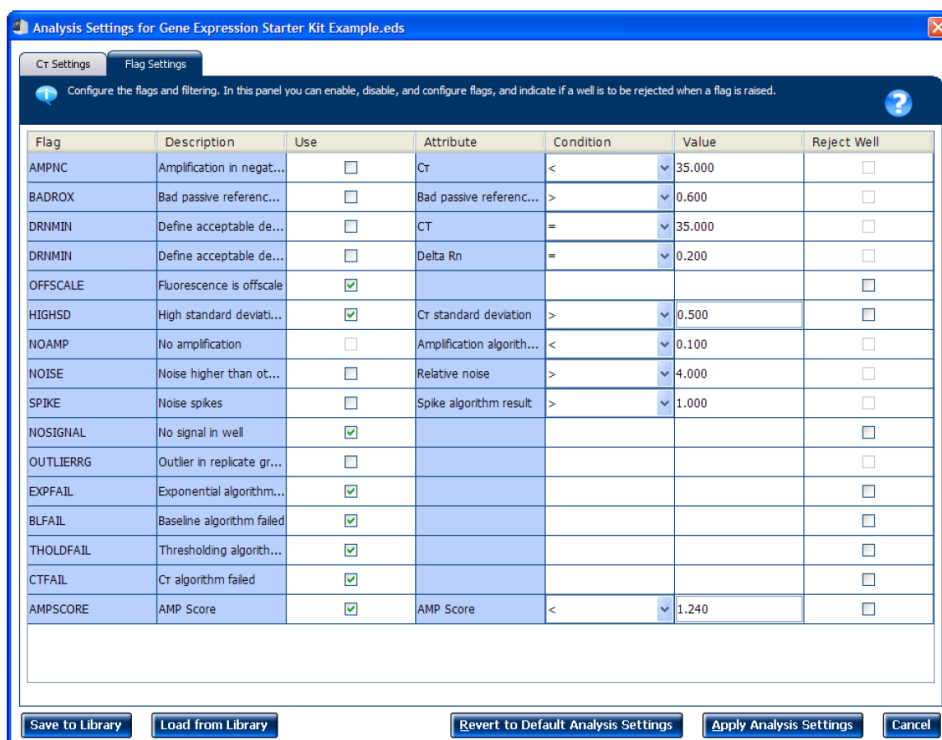 Analysis Settings for Gene Expression Starter Kit Example.eds
CT Settings Flag Settings
Configure the flags and filtering. In this panel you can enable, disable, and configure flags, and indicate if a well is to be rejected when a flag is raised.
?
Flag Description Use Attribute Condition Value Reject Well
AMPNC Amplification in negat... CT < 35.000
BADROX Bad passive referenc... Bad passive referenc... > 0.600
DRNMIN Define acceptable de... CT = 35.000
DRNMIN Define acceptable de... Delta Rn = 0.200
OFFSCALE Fluorescence is offscale
HIGHSD High standard deviati... CT standard deviation > 0.500
NOAMP No amplification Amplification algorith... < 0.100
NOISE Noise higher than ot... Relative noise > 4.000
SPIKE Noise spikes Spike algorithm result > 1.000
NOSIGNAL No signal in well
OUTLIERRG Outlier in replicate gr...
EXPFAIL Exponential algorithm...
BLFAIL Baseline algorithm failed
THOLDFAIL Thresholding algorith...
CTFAIL CT algorithm failed
AMPSCORE AMP Score AMP Score < 1.240
Save to Library Load from Library Revert to Default Analysis Settings Apply Analysis Settings Cancel